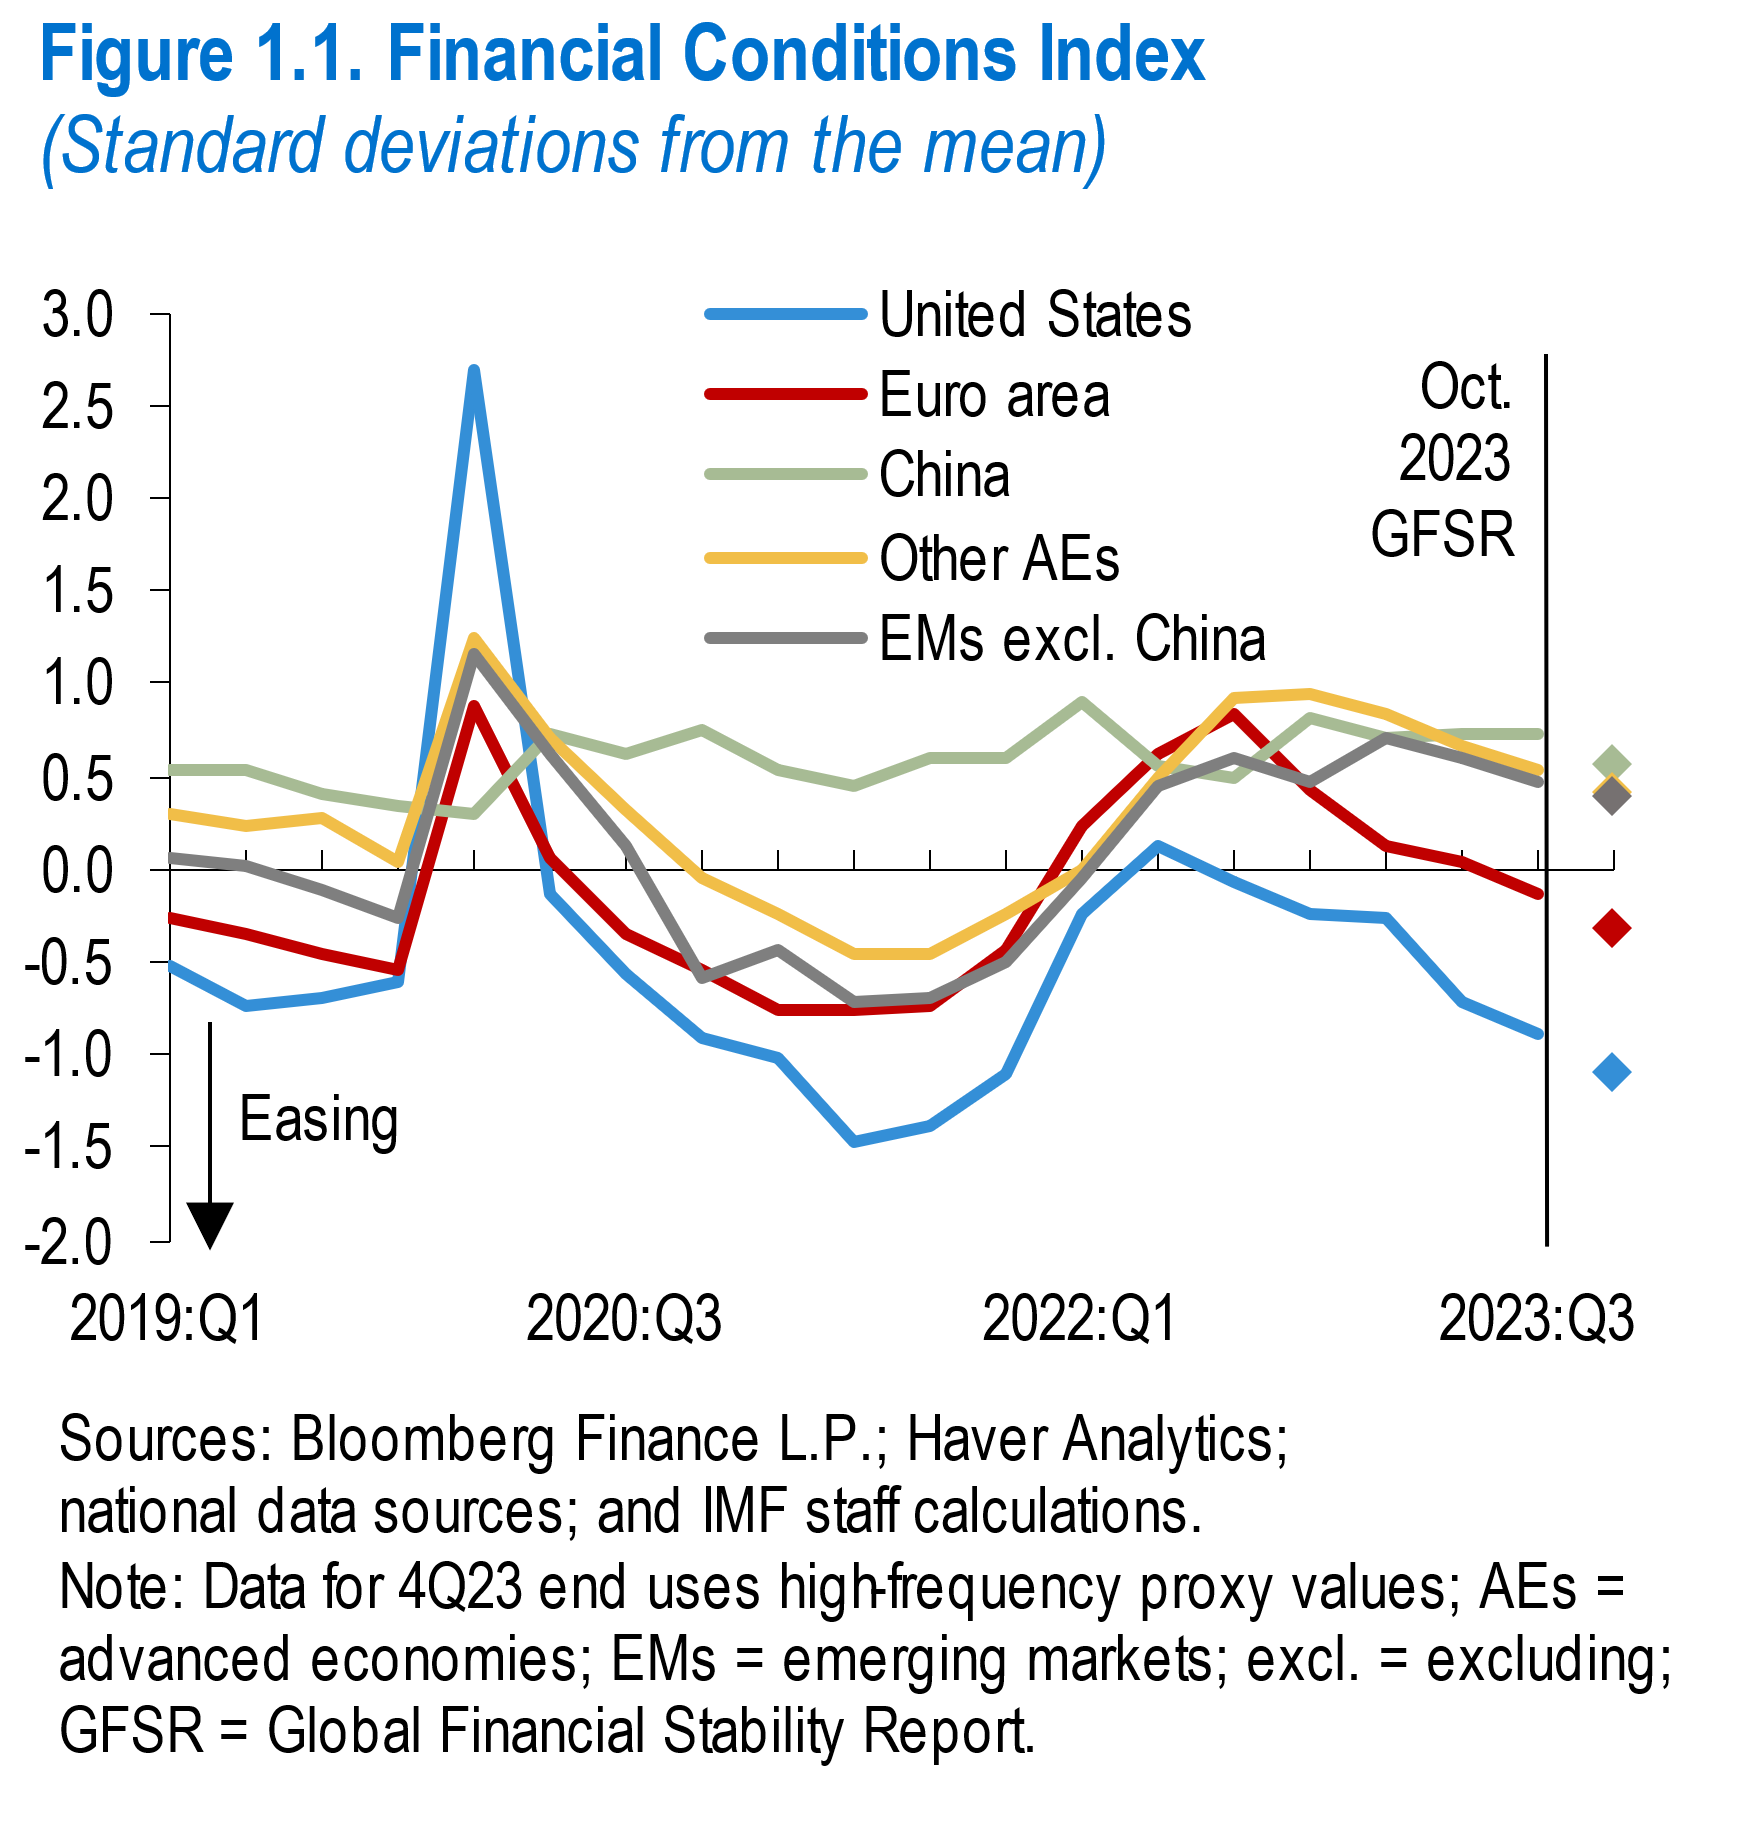 Figure 1.1. Financial Conditions Index
(Standard deviations from the mean)
3.0
2.5
2.0
1.5
1.0
0.5
0.0
-0.5
-1.0
-1.5
-2.0
United States
Euro area
China
Other AEs
EMs excl. China
Oct.
2023
GFSR
Easing
2019:Q1
2020:Q3
2022:Q1
2023:Q3
Sources: Bloomberg Finance L.P.; Haver Analytics;
national data sources; and IMF staff calculations.
Note: Data for 4Q23 end uses high-frequency proxy values; AEs =
advanced economies; EMs = emerging markets; excl. = excluding;
GFSR = Global Financial Stability Report.